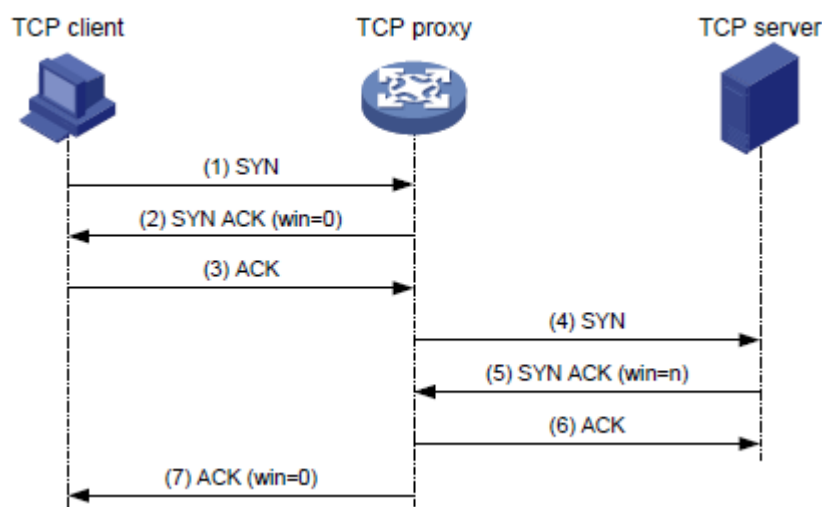 TCP client
TCP proxy
TCP server
(1) SYN
(2) SYN ACK (win=0)
(3) ACK
(4) SYN
(5) SYN ACK (win=n)
(6) ACK
(7) ACK (win=0)